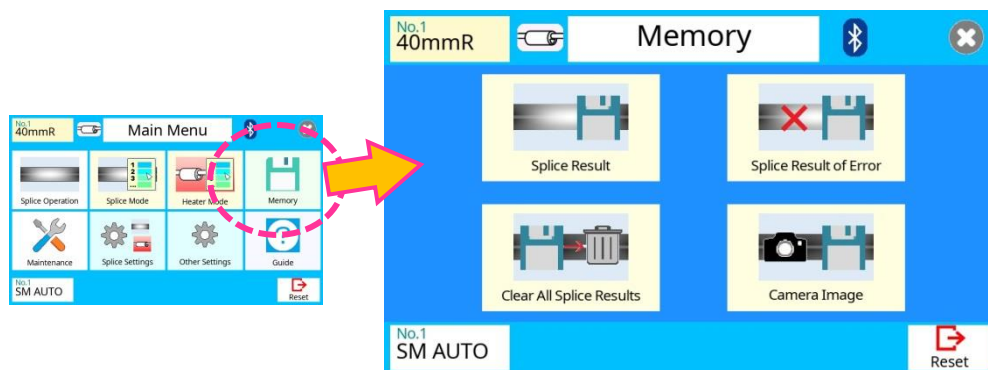 No.1
40mmR
Main Menu
Splice Operation
Splice Mode
Heater Mode
Memory
Maintenance
Splice Settings
Other Settings
Guide
No.1
SM AUTO
Reset
No.1
40mmR
Memory
Splice Result
Splice Result of Error
Clear All Splice Results
Camera Image
No.1
SM AUTO
Reset